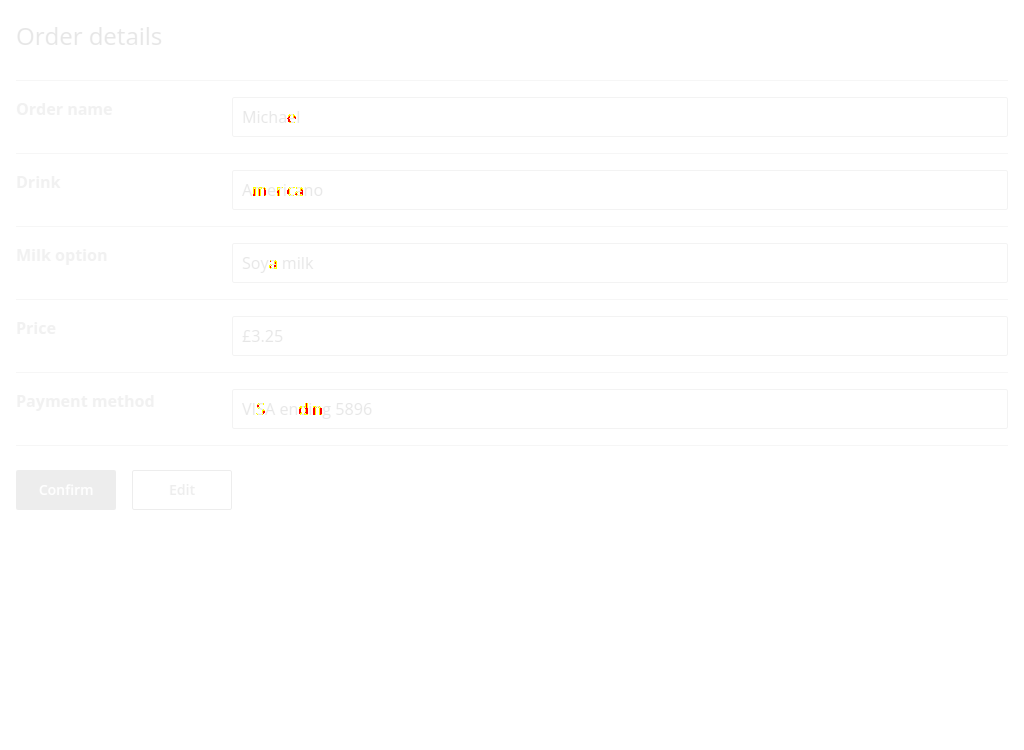 Order details
Order name
Michael
Drink
Americano
Milk option
Soya milk
Price
£3.25
Payment method
VISA ending 5896
Confirm
Edit